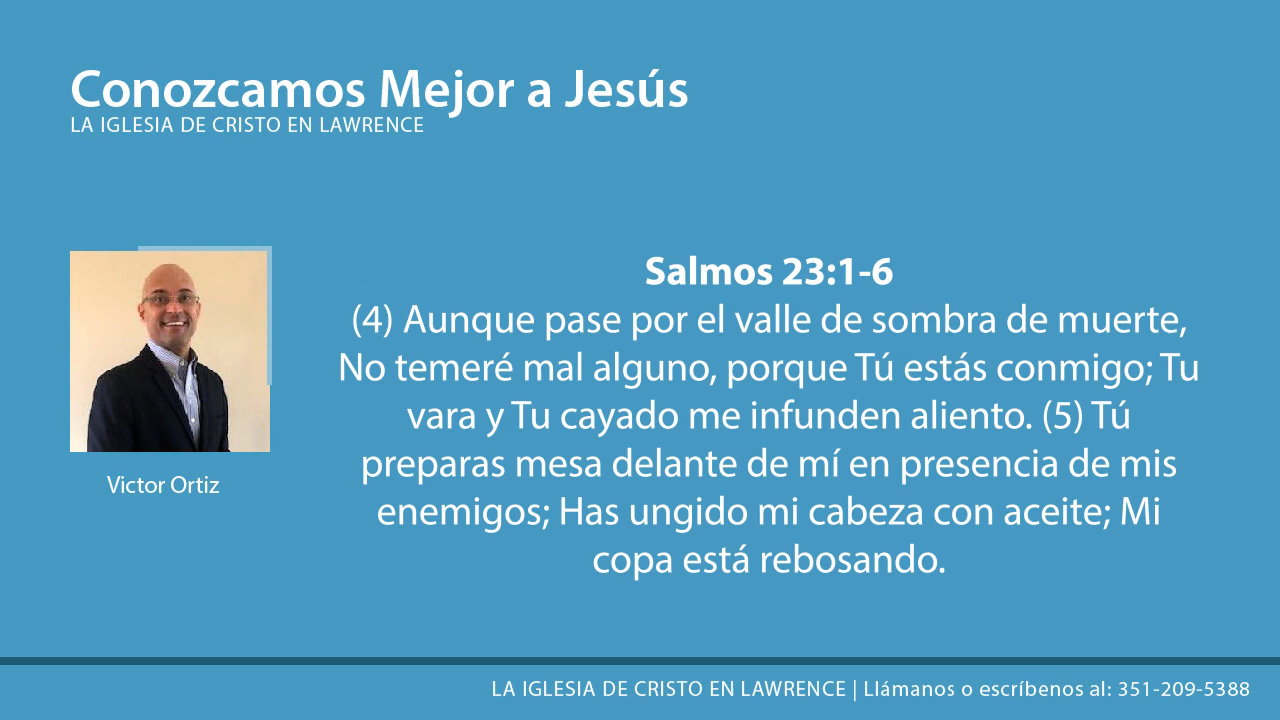 Conozcamos Mejor a Jesús
LA IGLESIA DE CRISTO EN LAWRENCE
Salmos 23:1-6
(4) Aunque pase por el valle de sombra de muerte,
No temeré mal alguno, porque Tú estás conmigo; Tu
vara y Tu cayado me infunden aliento. (5) Tú
preparas mesa delante de mí en presencia de mis
enemigos; Has ungido mi cabeza con aceite; Mi
copa está rebosando.
Victor Ortiz
LA IGLESIA DE CRISTO EN LAWRENCE | Llámanos o escríbenos al: 351-209-5388